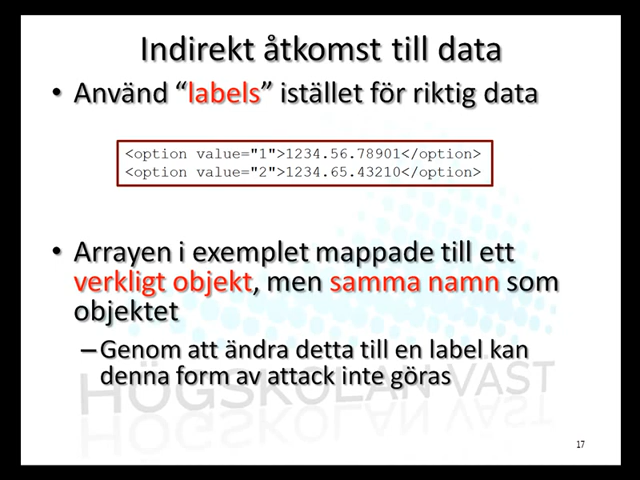 Indirekt åtkomst till data
• Använd “labels” istället för riktig data
<option value="1">1234.56.78901</option>
<option value="2">1234.65.43210</option>
• Arrayen i exemplet mappade till ett
verkligt objekt, men samma namn som
objektet
–Genom att ändra detta till en label kan
denna form av attack inte göras
HÖGSKOLAN VÄST
17